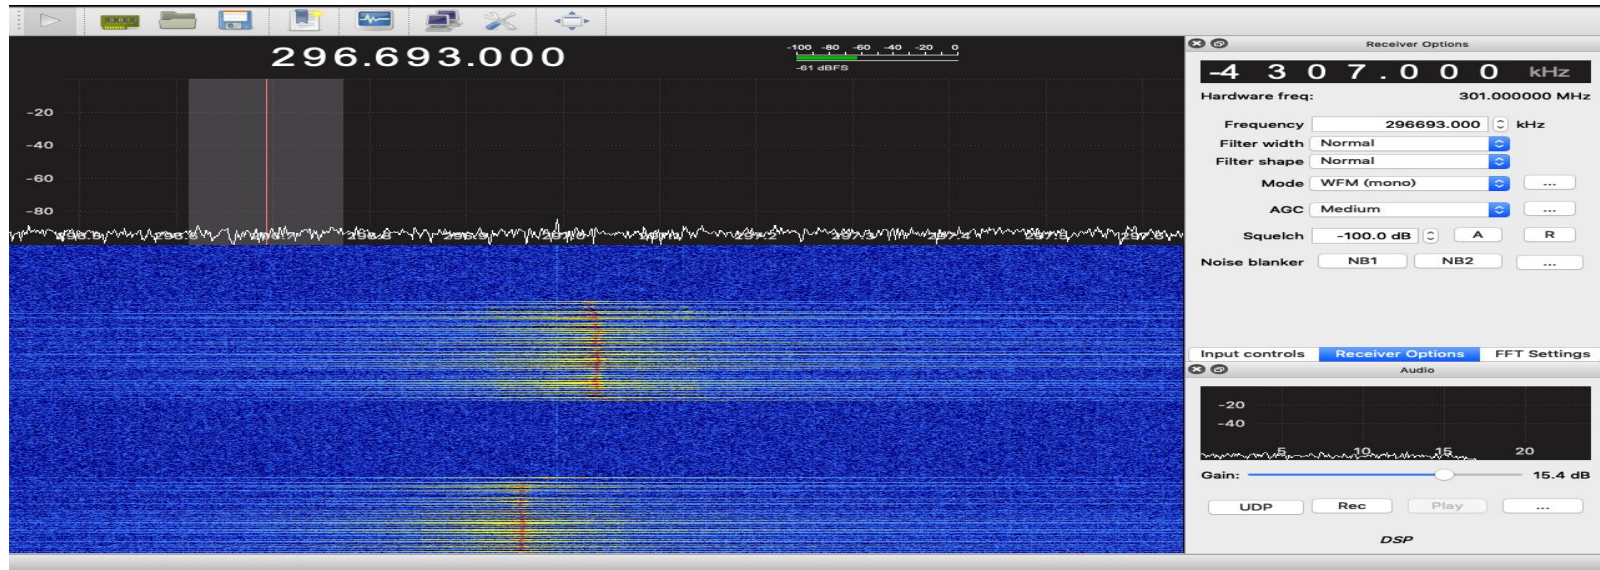 296.693.000
-100 -80 -60 -40 -20 0
-61 dBFS
-20
-40
-60
-80
Receiver Options
-4 3 0 7 . 0 0 0 kHz
Hardware freq: 301.000000 MHz
Frequency 296693.000 kHz
Filter width Normal
Filter shape Normal
Mode WFM (mono) ...
AGC Medium ...
Squelch -100.0 dB A R
Noise blanker NB1 NB2 ...
Input controls Receiver Options FFT Settings
Audio
-20
-40
5 10 15 20
Gain: 15.4 dB
UDP Rec Play ...
DSP